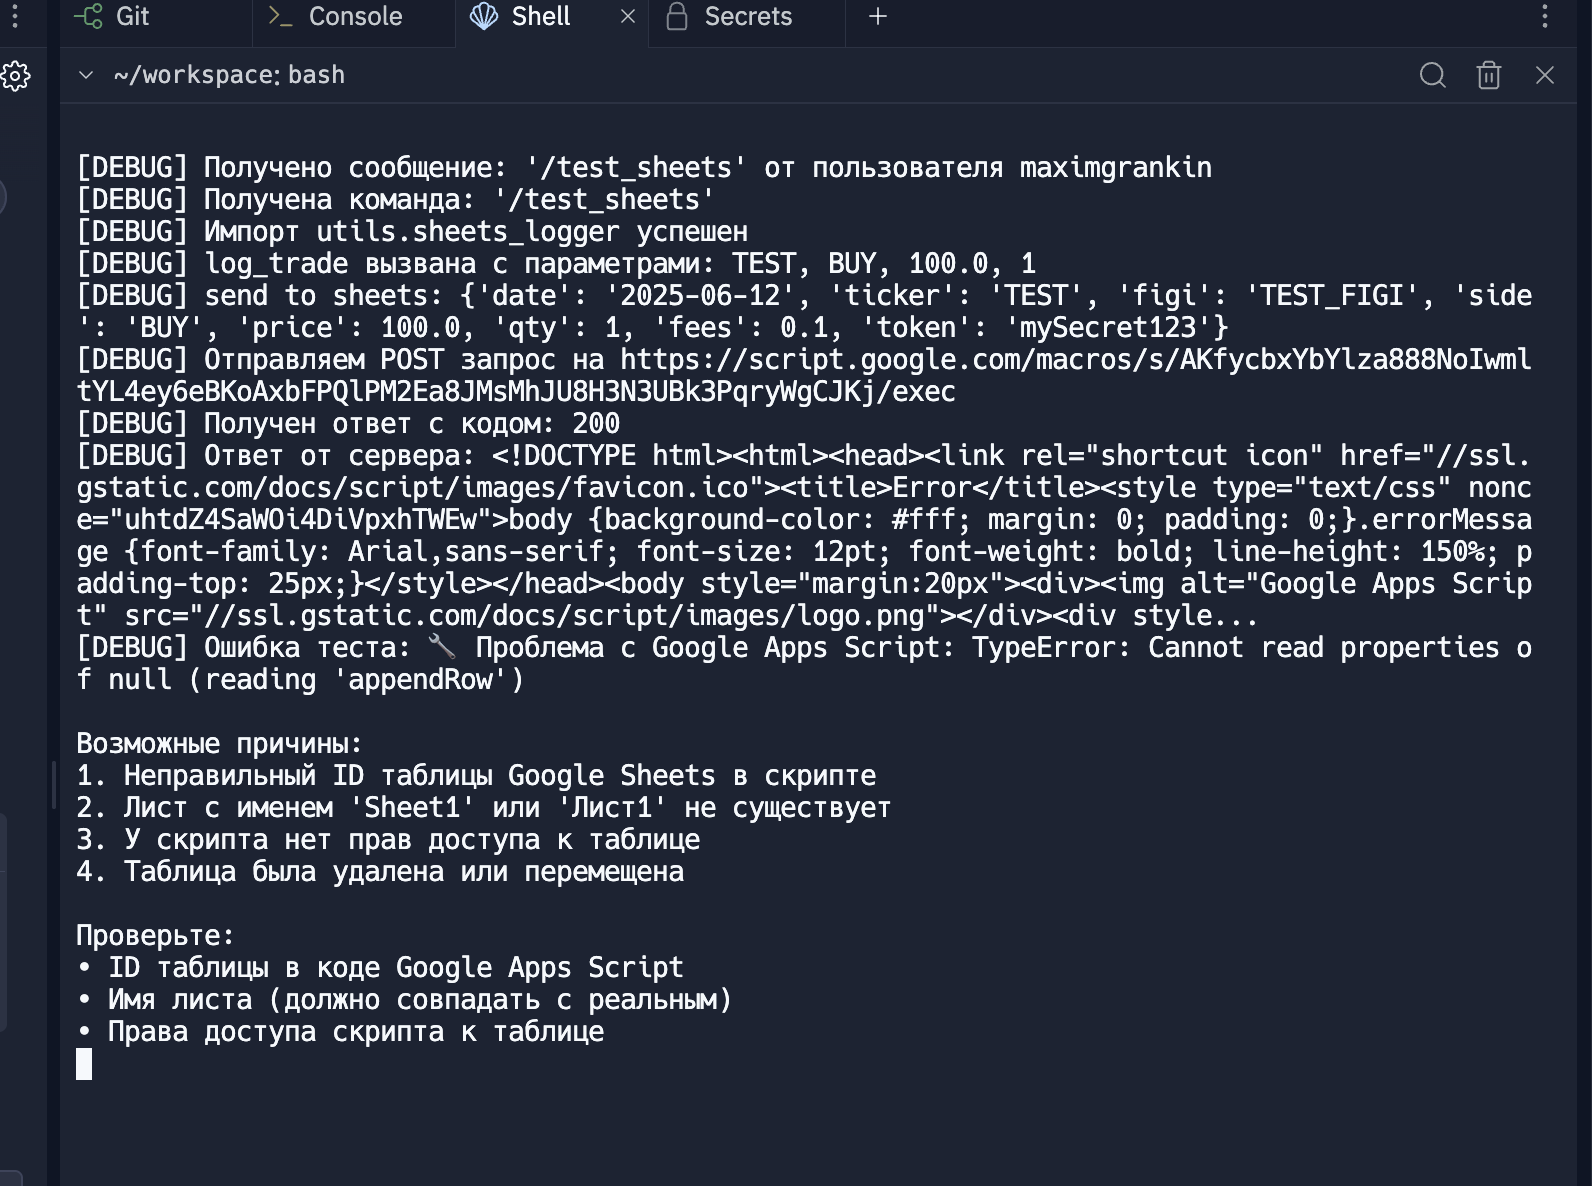 Git
Console
Shell
Secrets
~/workspace: bash
[DEBUG] Получено сообщение: '/test_sheets' от пользователя maximgrankin
[DEBUG] Получена команда: '/test_sheets'
[DEBUG] Импорт utils.sheets_logger успешен
[DEBUG] log_trade вызвана с параметрами: TEST, BUY, 100.0, 1
[DEBUG] send to sheets: {'date': '2025-06-12', 'ticker': 'TEST', 'figi': 'TEST_FIGI', 'side
': 'BUY', 'price': 100.0, 'qty': 1, 'fees': 0.1, 'token': 'mySecret123'}
[DEBUG] Отправляем POST запрос на https://script.google.com/macros/s/AKfycbxYbYlza888NoIwml
tYL4ey6eBKoAxbFPQlPM2Ea8JMsMhJU8H3N3UBk3PqryWgCJKj/exec
[DEBUG] Получен ответ с кодом: 200
[DEBUG] Ответ от сервера: <!DOCTYPE html><html><head><link rel="shortcut icon" href="//ssl.
gstatic.com/docs/script/images/favicon.ico"><title>Error</title><style type="text/css" nonc
e="uhtdZ4SaWOi4DiVpxhTWEw">body {background-color: #fff; margin: 0; padding: 0;}.errorMessa
ge {font-family: Arial,sans-serif; font-size: 12pt; font-weight: bold; line-height: 150%; p
adding-top: 25px;}</style></head><body style="margin:20px"><div><img alt="Google Apps Scrip
t" src="//ssl.gstatic.com/docs/script/images/logo.png"></div><div style...
[DEBUG] Ошибка теста: 🔧 Проблема с Google Apps Script: TypeError: Cannot read properties o
f null (reading 'appendRow')
Возможные причины:
1. Неправильный ID таблицы Google Sheets в скрипте
2. Лист с именем 'Sheet1' или 'Лист1' не существует
3. У скрипта нет прав доступа к таблице
4. Таблица была удалена или перемещена
Проверьте:
• ID таблицы в коде Google Apps Script
• Имя листа (должно совпадать с реальным)
• Права доступа скрипта к таблице